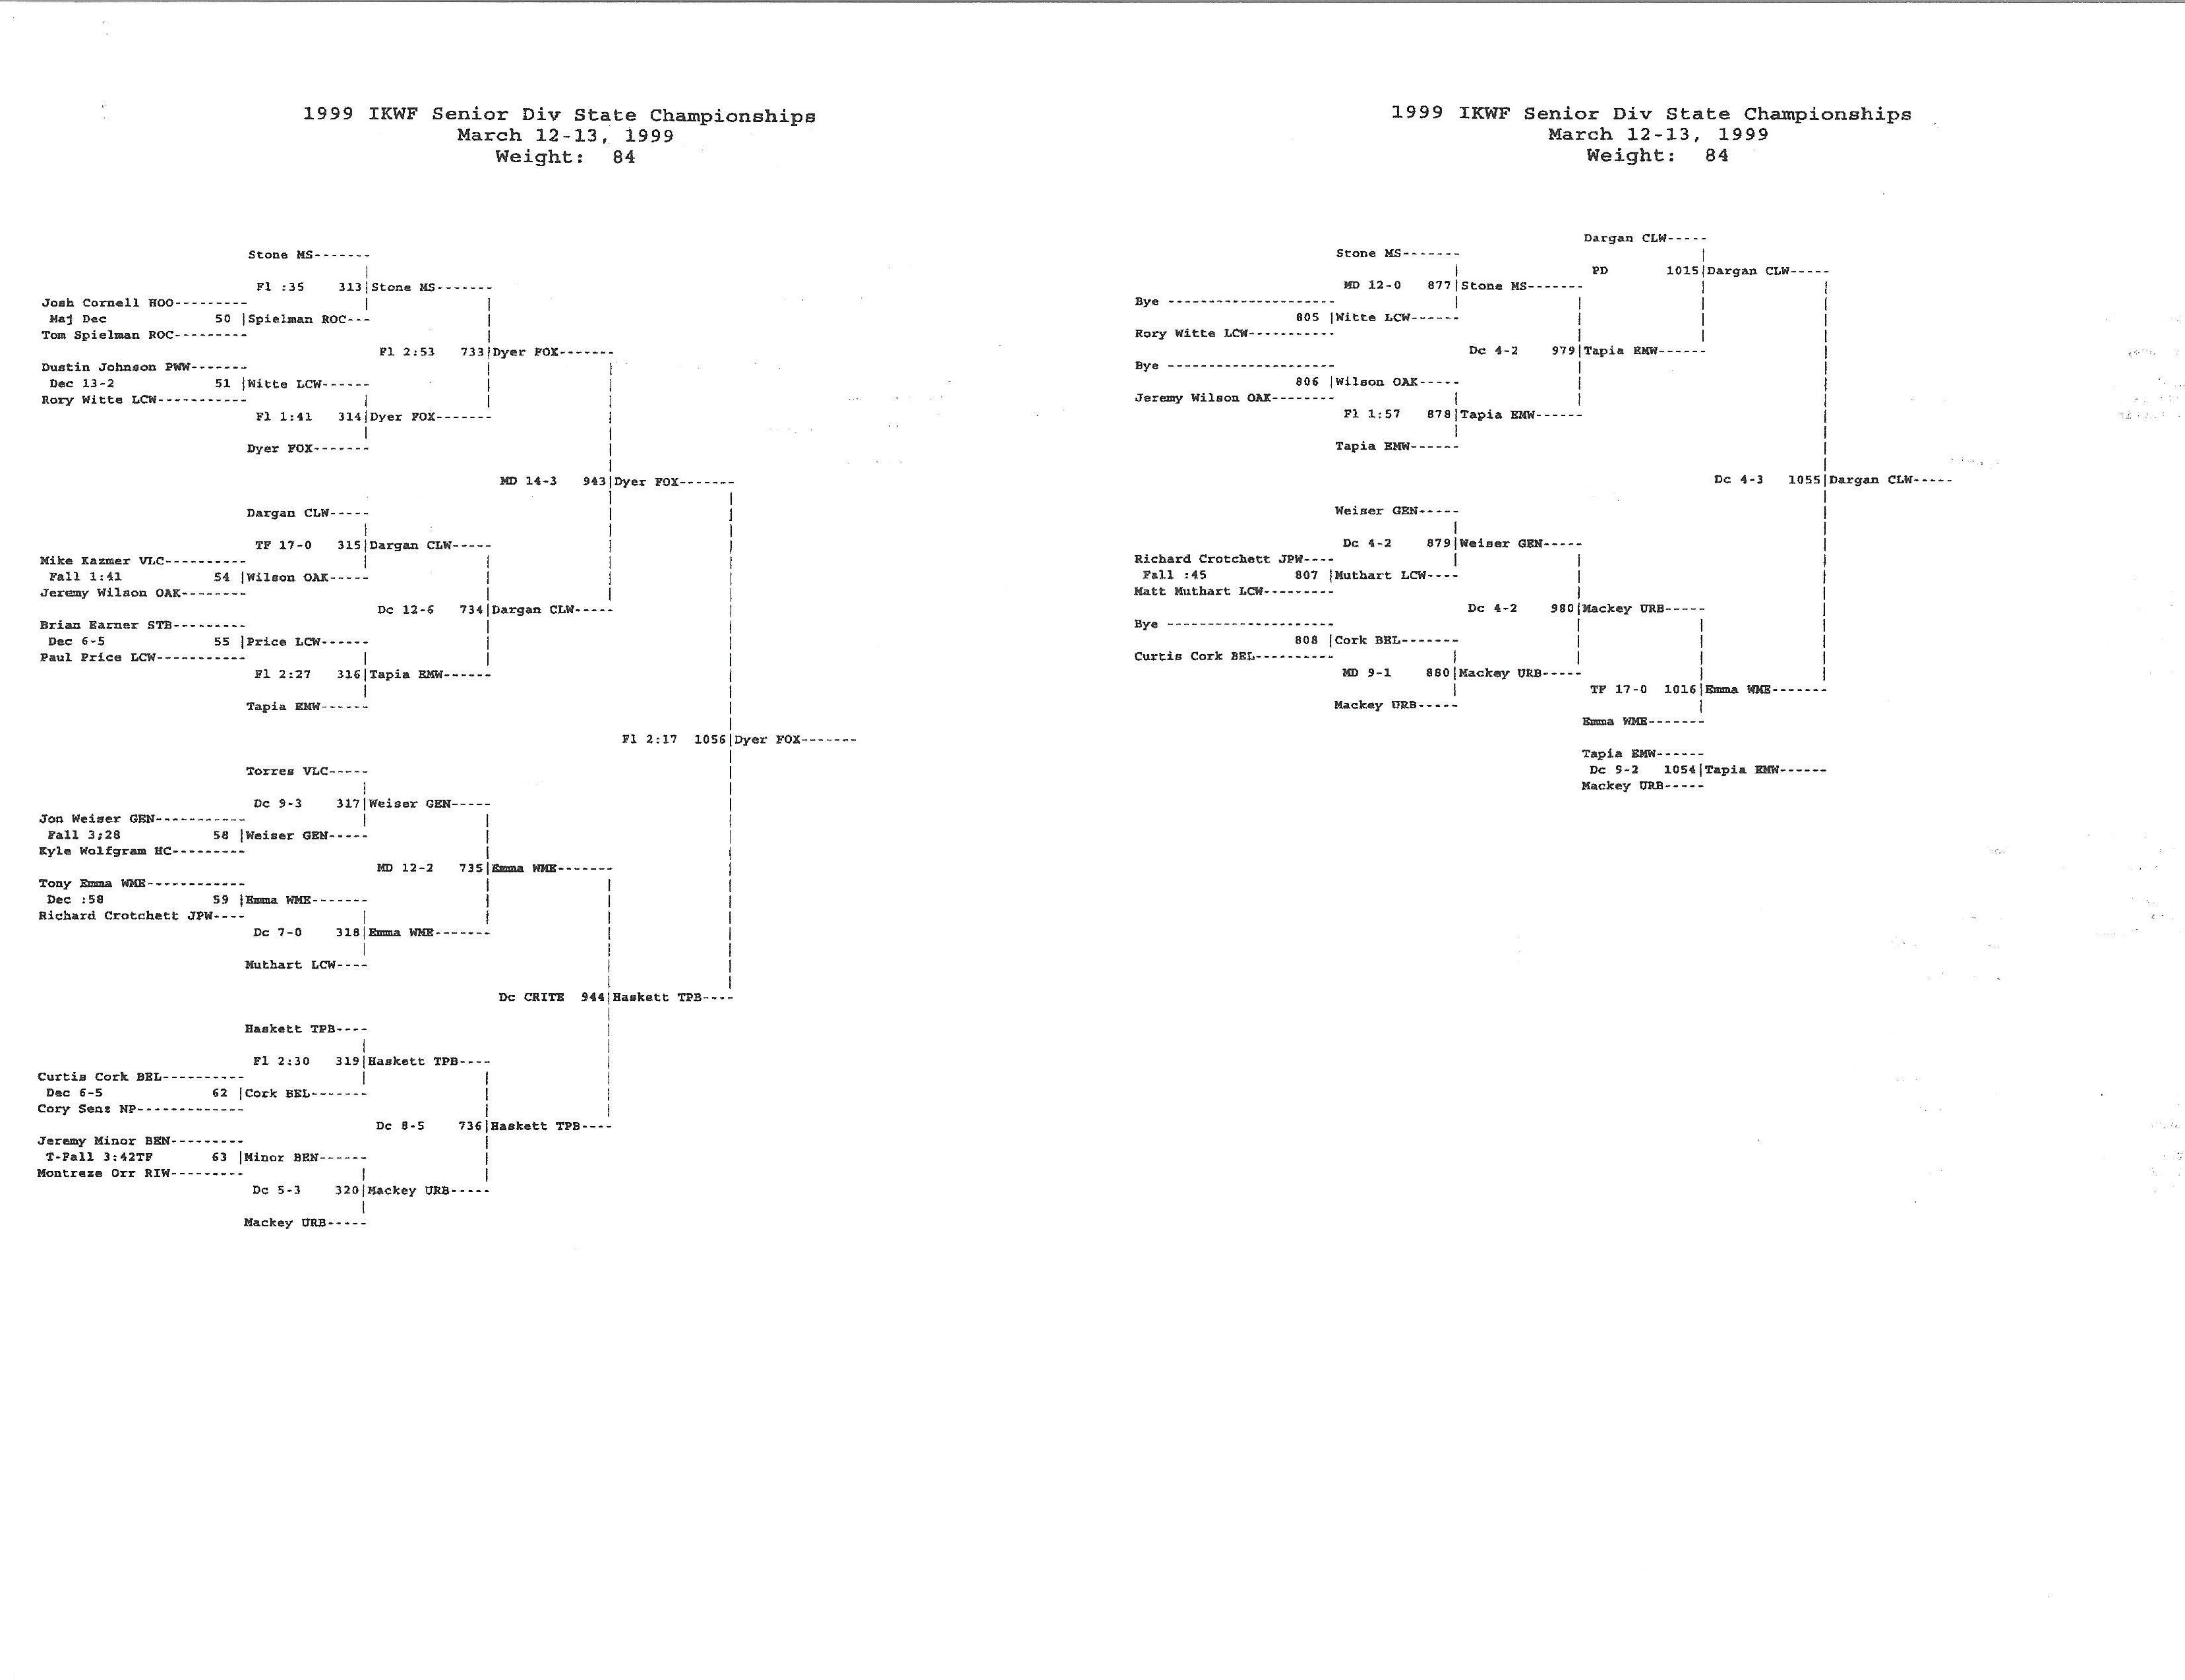 1999 IKWF Senior Div State Championships
March 12-13, 1999
Weight: 84
Stone MS-------
Fl :35 313|Stone MS-------
Josh Cornell HOO---------
Maj Dec 50 |Spielman ROC---
Tom Spielman ROC---------
Fl 2:53 733|Dyer FOX-------
Dustin Johnson PWW-------
Dec 13-2 51 |Witte LCW------
Rory Witte LCW-----------
Fl 1:41 314|Dyer FOX-------
Dyer FOX-------
MD 14-3 943|Dyer FOX-------
Dargan CLW-----
TF 17-0 315|Dargan CLW-----
Mike Kazmer VLC----------
Fall 1:41 54 |Wilson OAK-----
Jeremy Wilson OAK--------
Dc 12-6 734|Dargan CLW-----
Brian Earner STB---------
Dec 6-5 55 |Price LCW------
Paul Price LCW-----------
Fl 2:27 316|Tapia EMW------
Tapia EMW------
Fl 2:17 1056|Dyer FOX-------
Torres VLC-----
Dc 9-3 317|Weiser GEN-----
Jon Weiser GEN-----------
Fall 3;28 58 |Weiser GEN-----
Kyle Wolfgram HC---------
MD 12-2 735|Emma WME-------
Tony Emma WME------------
Dec :58 59 |Emma WME-------
Richard Crotchett JPW----
Dc 7-0 318|Emma WME-------
Muthart LCW----
Dc CRITE 944|Haskett TPB----
Haskett TPB----
Fl 2:30 319|Haskett TPB----
Curtis Cork BEL----------
Dec 6-5 62 |Cork BEL-------
Cory Senz NP-------------
Dc 8-5 736|Haskett TPB----
Jeremy Minor BEN---------
T-Fall 3:42TF 63 |Minor BEN------
Montreze Orr RIW---------
Dc 5-3 320|Mackey URB-----
Mackey URB-----
1999 IKWF Senior Div State Championships
March 12-13, 1999
Weight: 84
Dargan CLW-----
Stone MS-------
PD 1015|Dargan CLW-----
MD 12-0 877|Stone MS-------
Bye ---------------------
805 |Witte LCW------
Rory Witte LCW-----------
Dc 4-2 979|Tapia EMW------
Bye ---------------------
806 |Wilson OAK-----
Jeremy Wilson OAK--------
Fl 1:57 878|Tapia EMW------
Tapia EMW------
Dc 4-3 1055|Dargan CLW-----
Weiser GEN-----
Dc 4-2 879|Weiser GEN-----
Richard Crotchett JPW----
Fall :45 807 |Muthart LCW----
Matt Muthart LCW---------
Dc 4-2 980|Mackey URB-----
Bye ---------------------
808 |Cork BEL-------
Curtis Cork BEL----------
MD 9-1 880|Mackey URB-----
TF 17-0 1016|Emma WME-------
Mackey URB-----
Emma WME-------
Tapia EMW------
Dc 9-2 1054|Tapia EMW------
Mackey URB-----